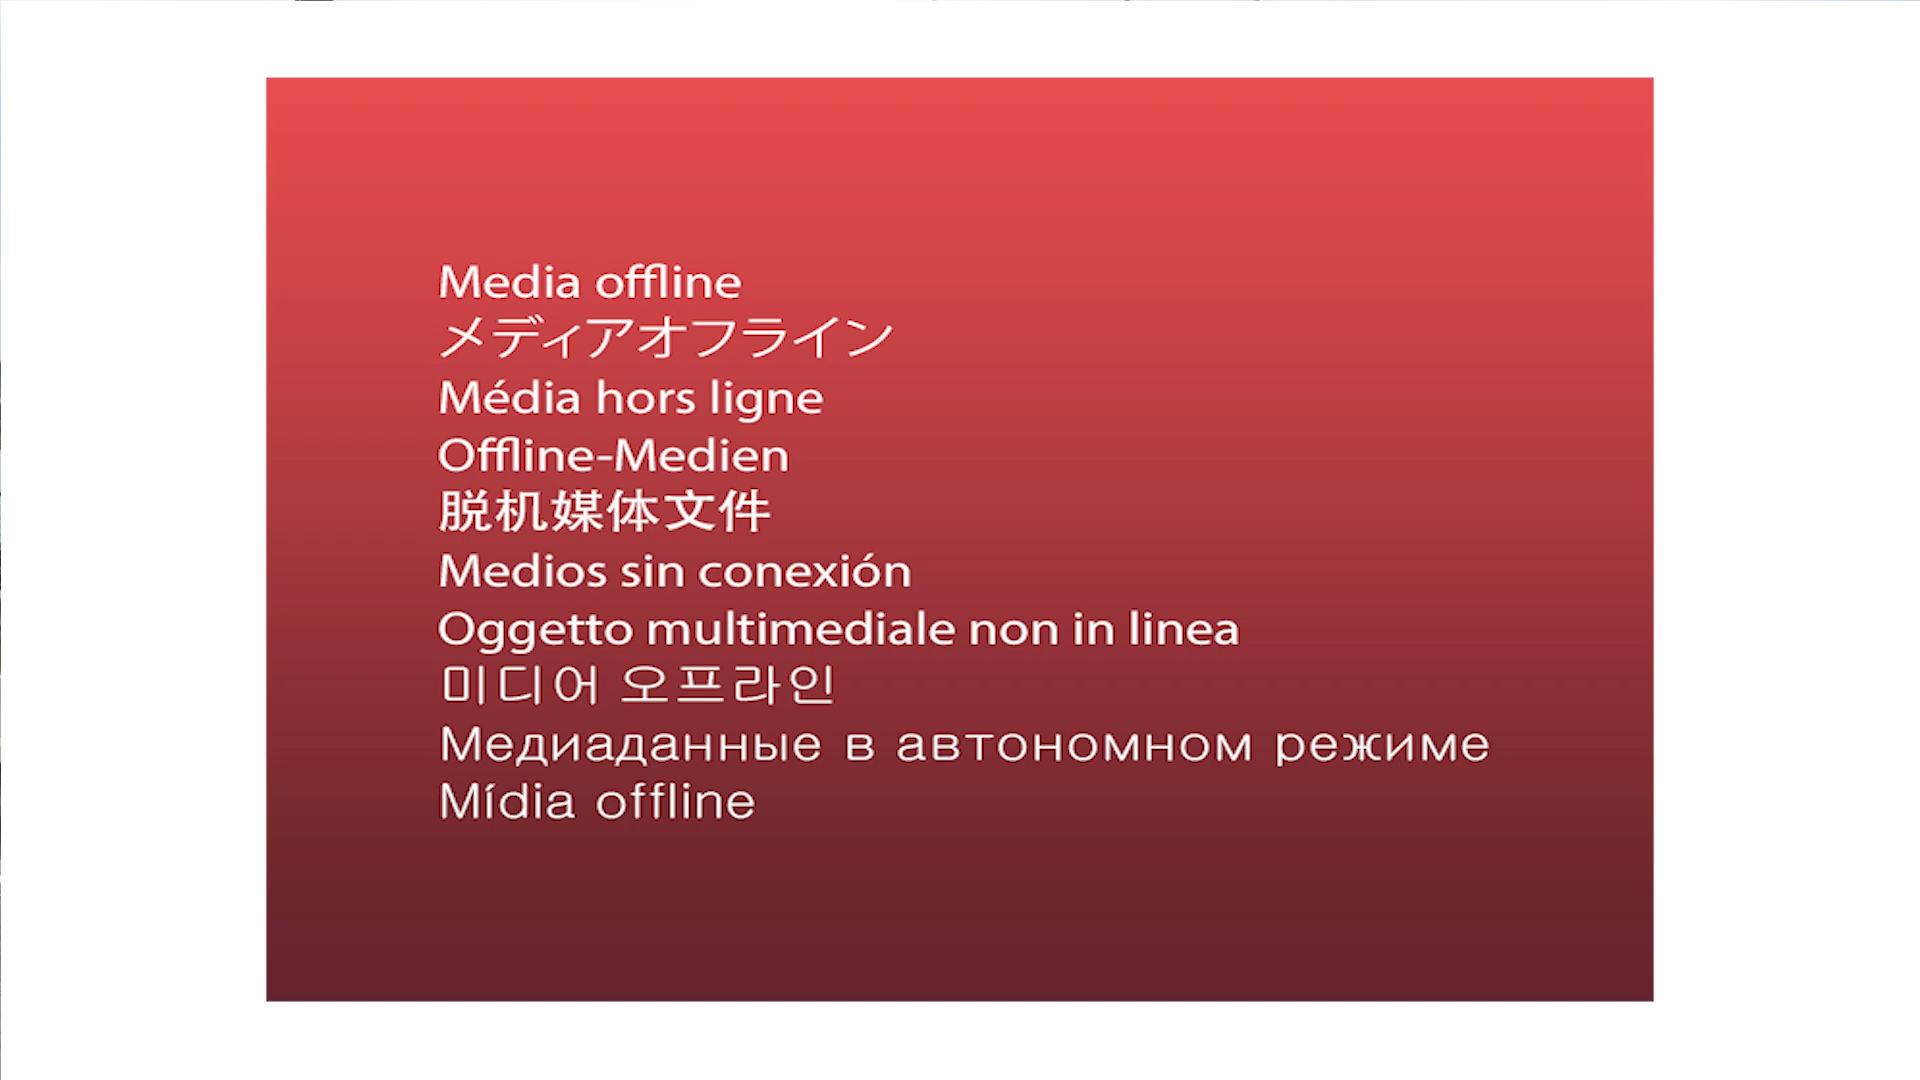 Media offline
メディアオフライン
Média hors ligne
Offline-Medien
脱机媒体文件
Medios sin conexión
Oggetto multimediale non in linea
미디어 오프라인
Медиаданные в автономном режиме
Mídia offline